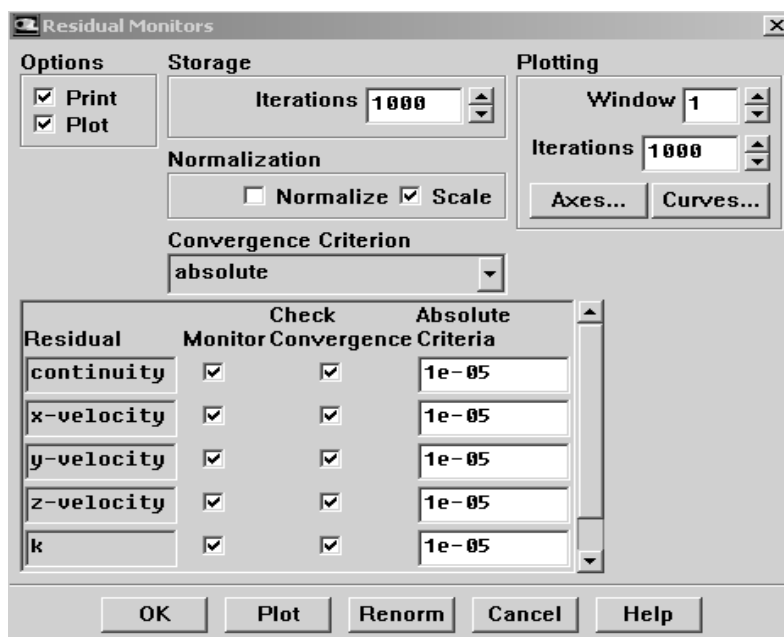 Residual Monitors
Options
Print
Plot
Storage
Iterations 1000
Normalization
Normalize Scale
Convergence Criterion
absolute
Plotting
Window 1
Iterations 1000
Axes... Curves...
Residual Monitor Check Convergence Absolute Criteria
continuity 1e-05
x-velocity 1e-05
y-velocity 1e-05
z-velocity 1e-05
k 1e-05
OK Plot Renorm Cancel Help